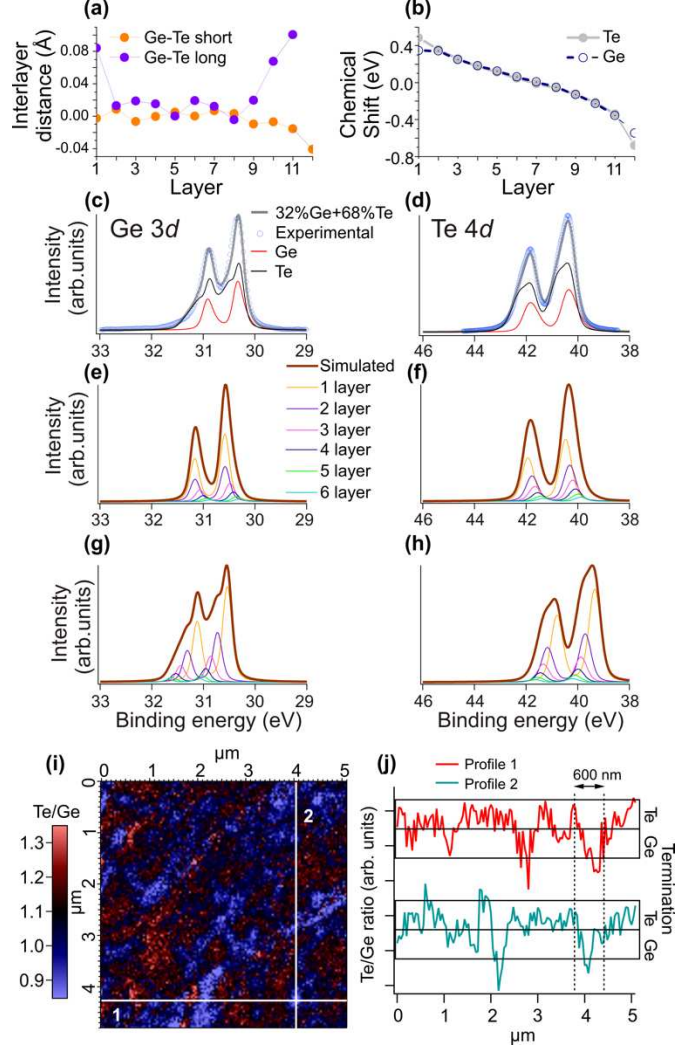 (a)
Ge-Te short
Ge-Te long
Interlayer
distance (Å)
0.08
0.04
0.00
-0.04
1 3 5 7 9 11
Layer
(b)
Te
Ge
Chemical
Shift (eV)
0.4
0.0
-0.4
-0.8
1 3 5 7 9 11
Layer
(c) Ge 3d
32%Ge+68%Te
Experimental
Ge
Te
Intensity
(arb.units)
33 32 31 30 29
(d) Te 4d
46 44 42 40 38
(e)
Simulated
1 layer
2 layer
3 layer
4 layer
5 layer
6 layer
Intensity
(arb.units)
33 32 31 30 29
(f)
46 44 42 40 38
(g)
Intensity
(arb.units)
33 32 31 30 29
Binding energy (eV)
(h)
46 44 42 40 38
Binding energy (eV)
(i)
µm
0 1 2 3 4 5
Te/Ge
1.3
1.2
1.1
1.0
0.9
µm
0
1
2
3
4
2
1
(j)
Profile 1
Profile 2
600 nm
Te/Ge ratio (arb. units)
Te
Ge
Te
Ge
Termination
0 1 2 3 4 5
µm